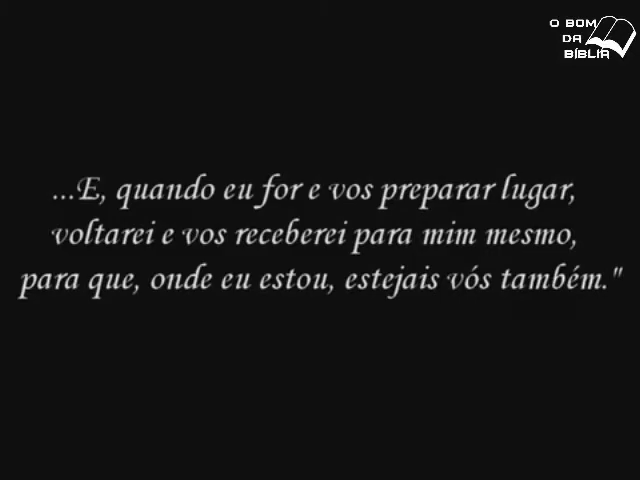 O BOM
DA
BÍBLIA
...E, quando eu for e vos preparar lugar,
voltarei e vos receberei para mim mesmo,
para que, onde eu estou, estejais vós também."